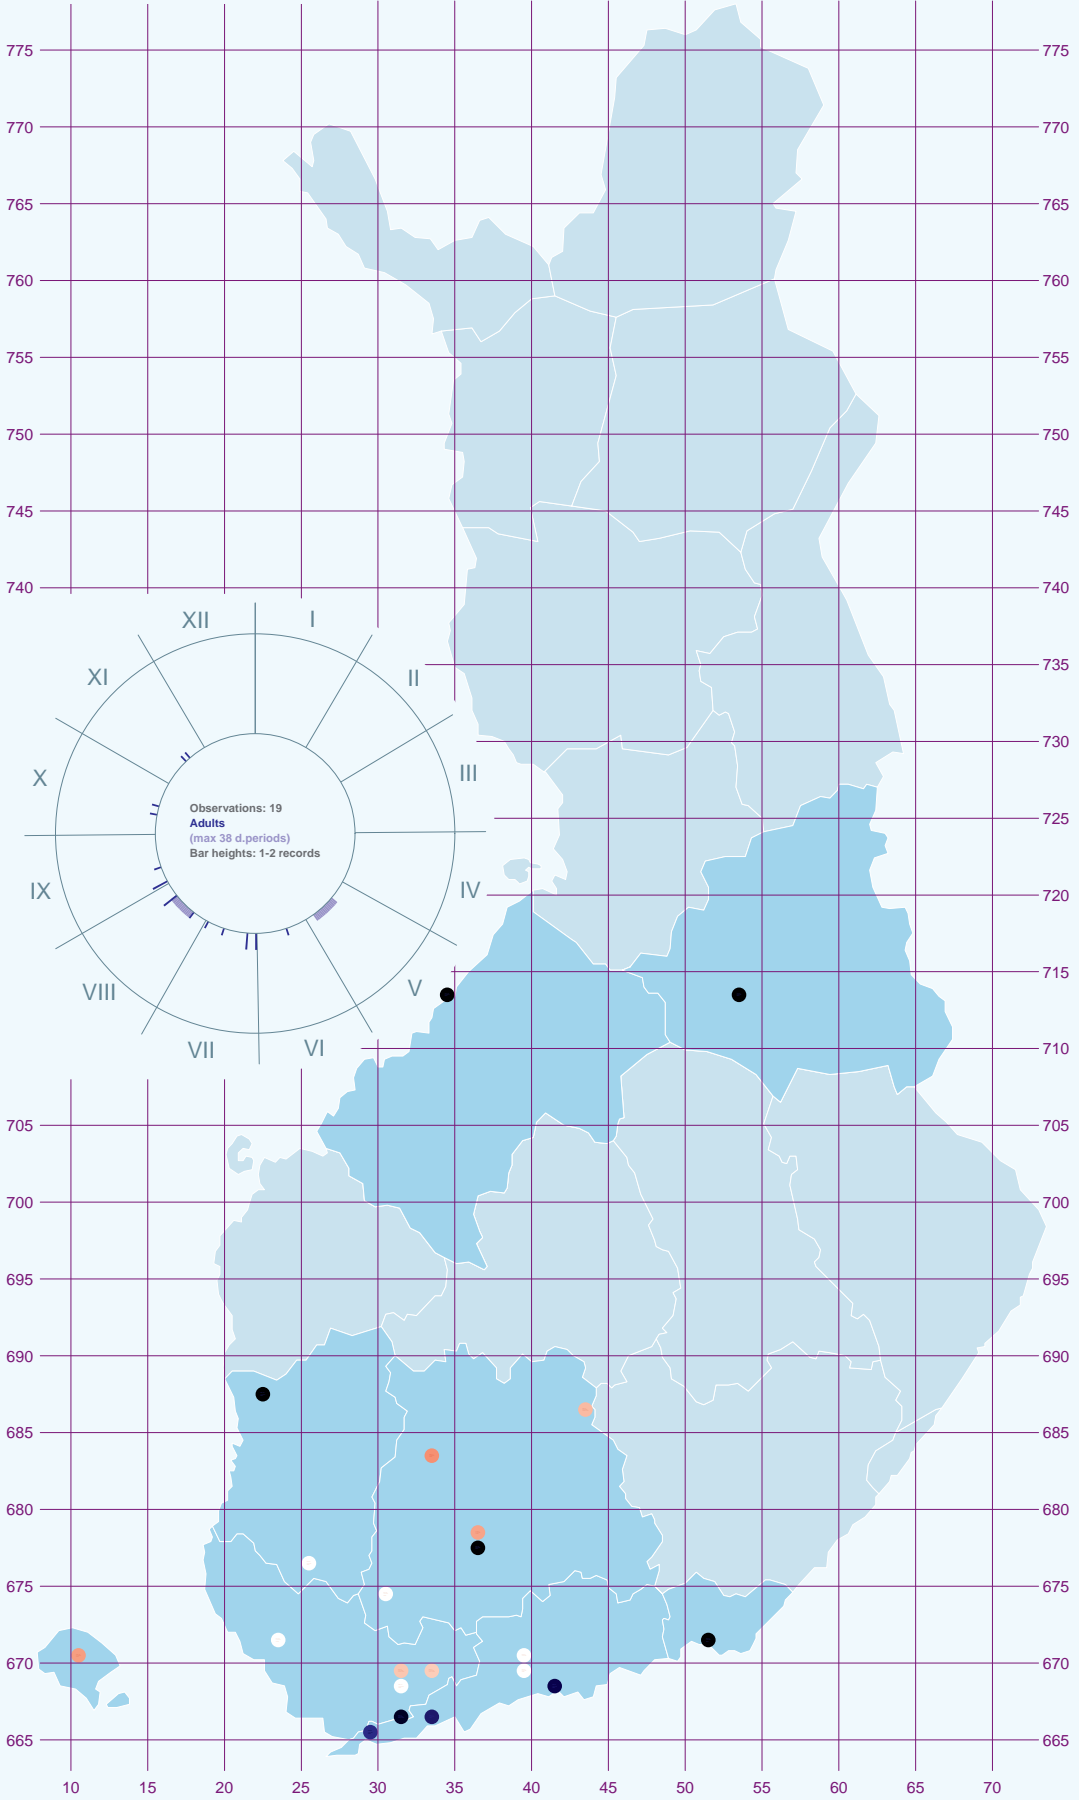 775 775
770 770
765 765
760 760
755 755
750 750
745 745
740 740
XII I
XI II
735 735
730 730
X III
725 725
Observations: 19
Adults
(max 38 d.periods)
Bar heights: 1-2 records
IX IV
720 720
VIII V
715 715
VII VI
710 710
705 705
700 700
695 695
690 690
685 685
680 680
675 675
670 670
665 665
10 15 20 25 30 35 40 45 50 55 60 65 70